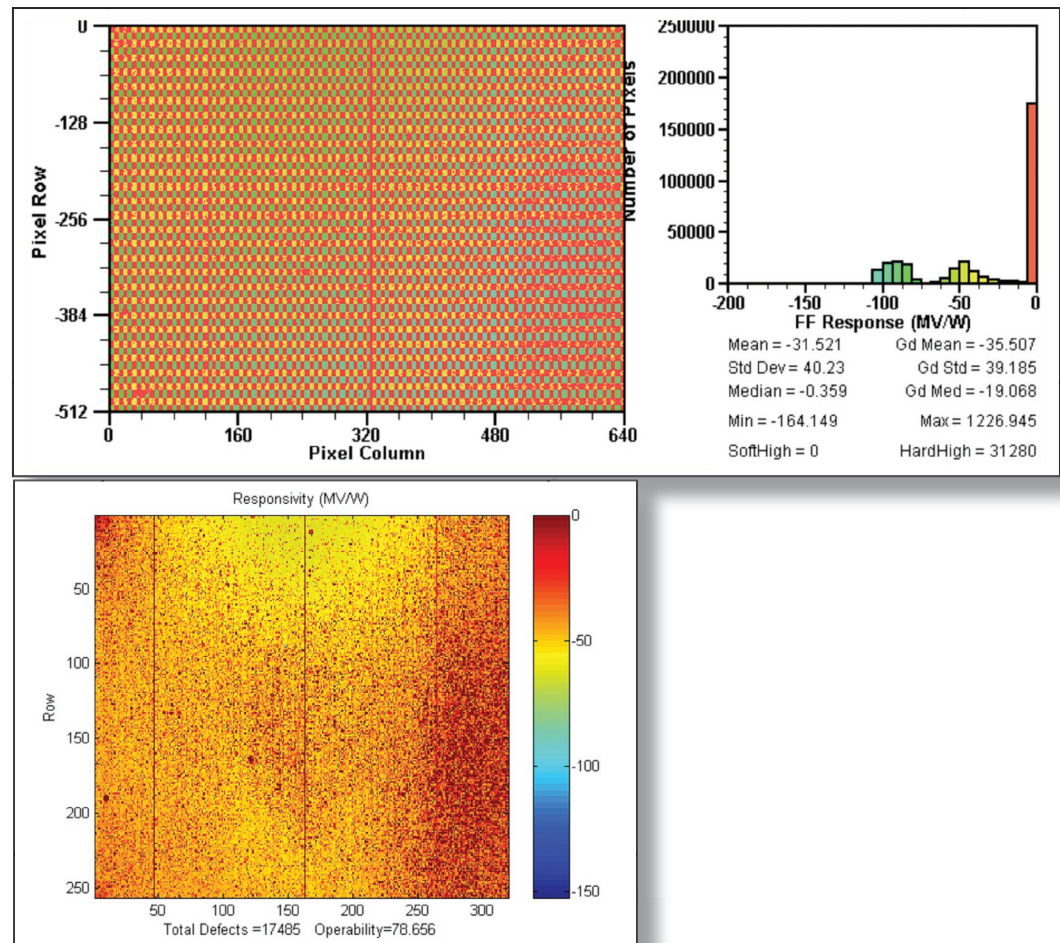 0
-128
-256
-384
-512
Pixel Row
0 160 320 480 640
Pixel Column
250000
200000
150000
100000
50000
0
Number of Pixels
-200 -150 -100 -50 0
FF Response (MV/W)
Mean = -31.521 Gd Mean = -35.507
Std Dev = 40.23 Gd Std = 39.185
Median = -0.359 Gd Med = -19.068
Min = -164.149 Max = 1226.945
SoftHigh = 0 HardHigh = 31280
Responsivity (MV/W)
50
100
150
200
250
Row
50 100 150 200 250 300
Total Defects =17485 Operability=78.656
0
-50
-100
-150